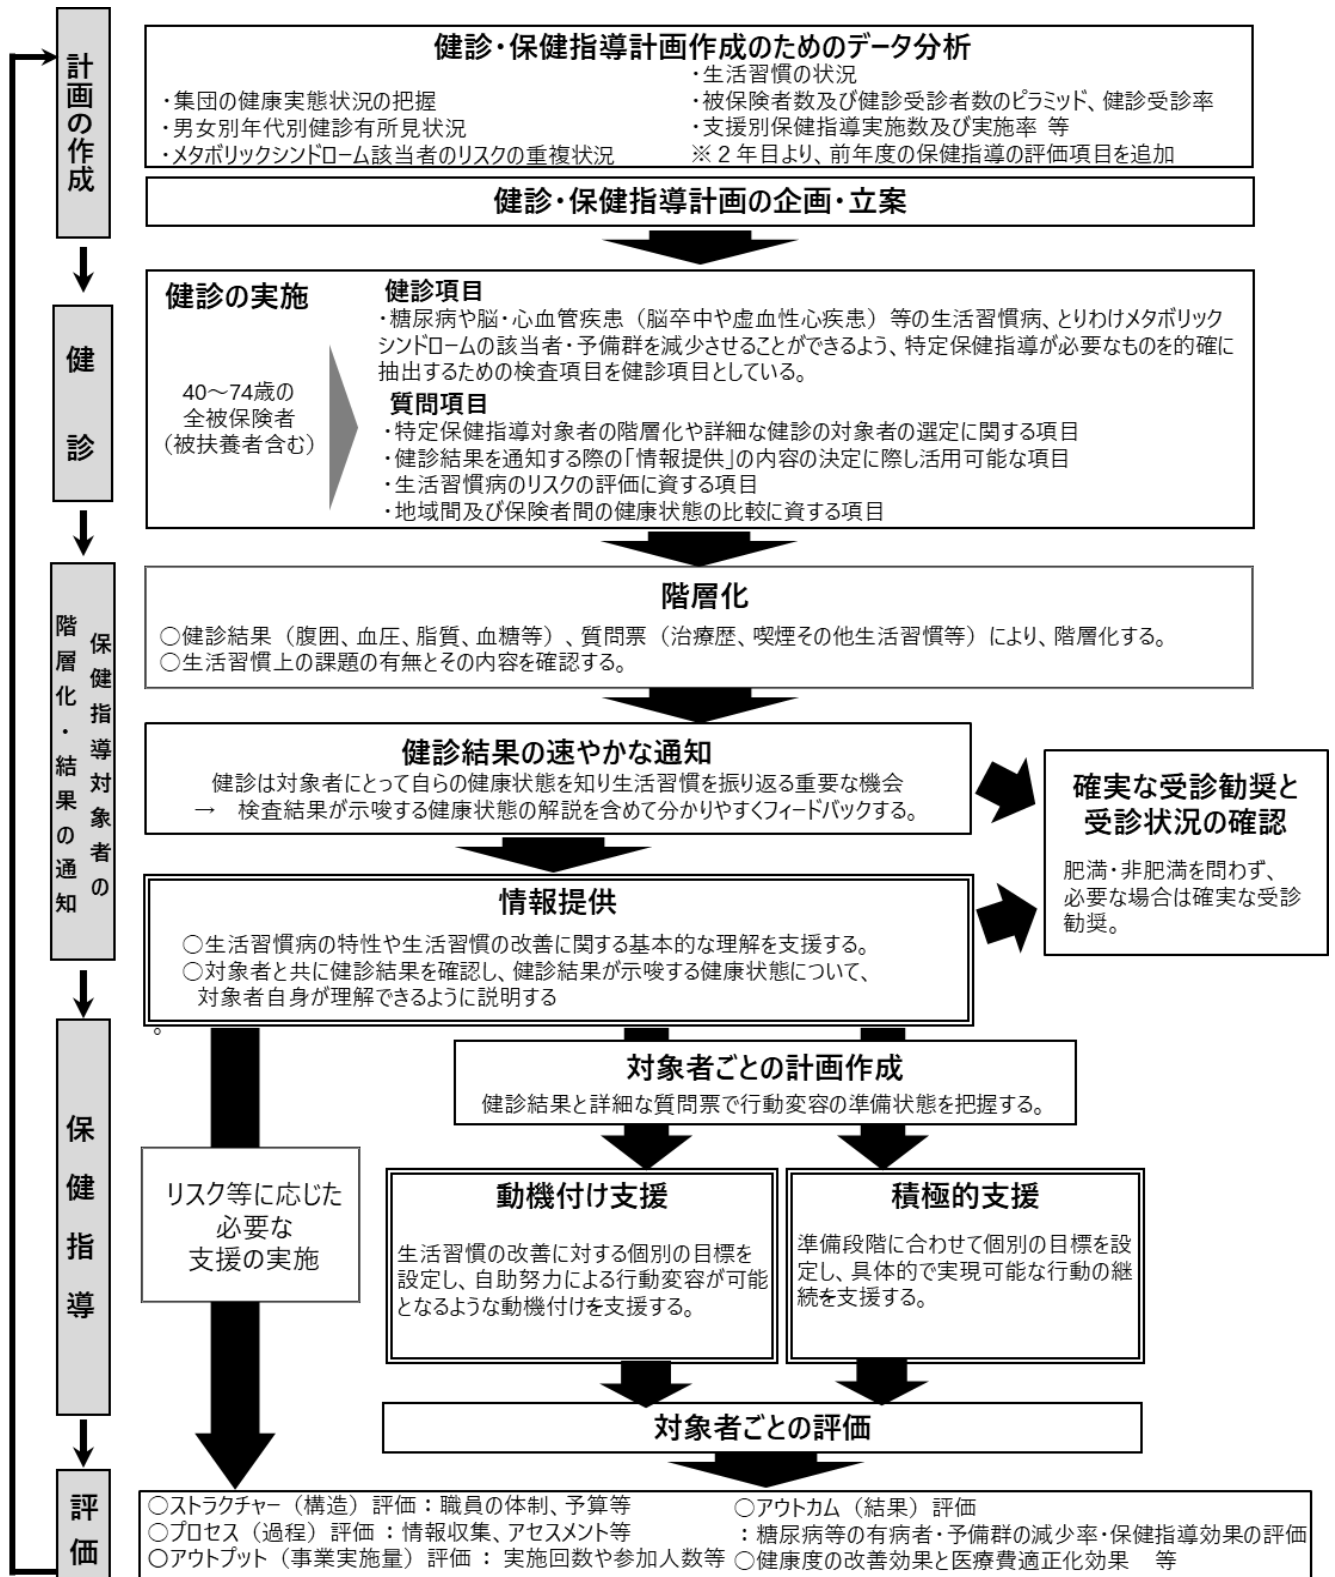 計画の作成
健診・保健指導計画作成のためのデータ分析
・集団の健康実態状況の把握
・男女別年代別健診有所見状況
・メタボリックシンドローム該当者のリスクの重複状況
・生活習慣の状況
・被保険者数及び健診受診者数のピラミッド、健診受診率
・支援別保健指導実施数及び実施率 等
※２年目より、前年度の保健指導の評価項目を追加
健診・保健指導計画の企画・立案
健診
健診の実施
40～74歳の
全被保険者
（被扶養者含む）
健診項目
・糖尿病や脳・心血管疾患（脳卒中や虚血性心疾患）等の生活習慣病、とりわけメタボリック
シンドロームの該当者・予備群を減少させることができるよう、特定保健指導が必要なものを的確に
抽出するための検査項目を健診項目としている。
質問項目
・特定保健指導対象者の階層化や詳細な健診の対象者の選定に関する項目
・健診結果を通知する際の「情報提供」の内容の決定に際し活用可能な項目
・生活習慣病のリスクの評価に資する項目
・地域間及び保険者間の健康状態の比較に資する項目
保健指導対象者の
階層化・結果の通知
階層化
○健診結果（腹囲、血圧、脂質、血糖等）、質問票（治療歴、喫煙その他生活習慣等）により、階層化する。
○生活習慣上の課題の有無とその内容を確認する。
健診結果の速やかな通知
健診は対象者にとって自らの健康状態を知り生活習慣を振り返る重要な機会
→ 検査結果が示唆する健康状態の解説を含めて分かりやすくフィードバックする。
確実な受診勧奨と
受診状況の確認
肥満・非肥満を問わず、
必要な場合は確実な受診
勧奨。
情報提供
○生活習慣病の特性や生活習慣の改善に関する基本的な理解を支援する。
○対象者と共に健診結果を確認し、健診結果が示唆する健康状態について、
対象者自身が理解できるように説明する
。
保健指導
対象者ごとの計画作成
健診結果と詳細な質問票で行動変容の準備状態を把握する。
リスク等に応じた
必要な
支援の実施
動機付け支援
生活習慣の改善に対する個別の目標を
設定し、自助努力による行動変容が可能
となるような動機付けを支援する。
積極的支援
準備段階に合わせて個別の目標を設
定し、具体的で実現可能な行動の継
続を支援する。
対象者ごとの評価
評価
○ストラクチャー（構造）評価：職員の体制、予算等
○プロセス（過程）評価：情報収集、アセスメント等
○アウトプット（事業実施量）評価： 実施回数や参加人数等
○アウトカム（結果）評価
：糖尿病等の有病者・予備群の減少率・保健指導効果の評価
○健康度の改善効果と医療費適正化効果 等